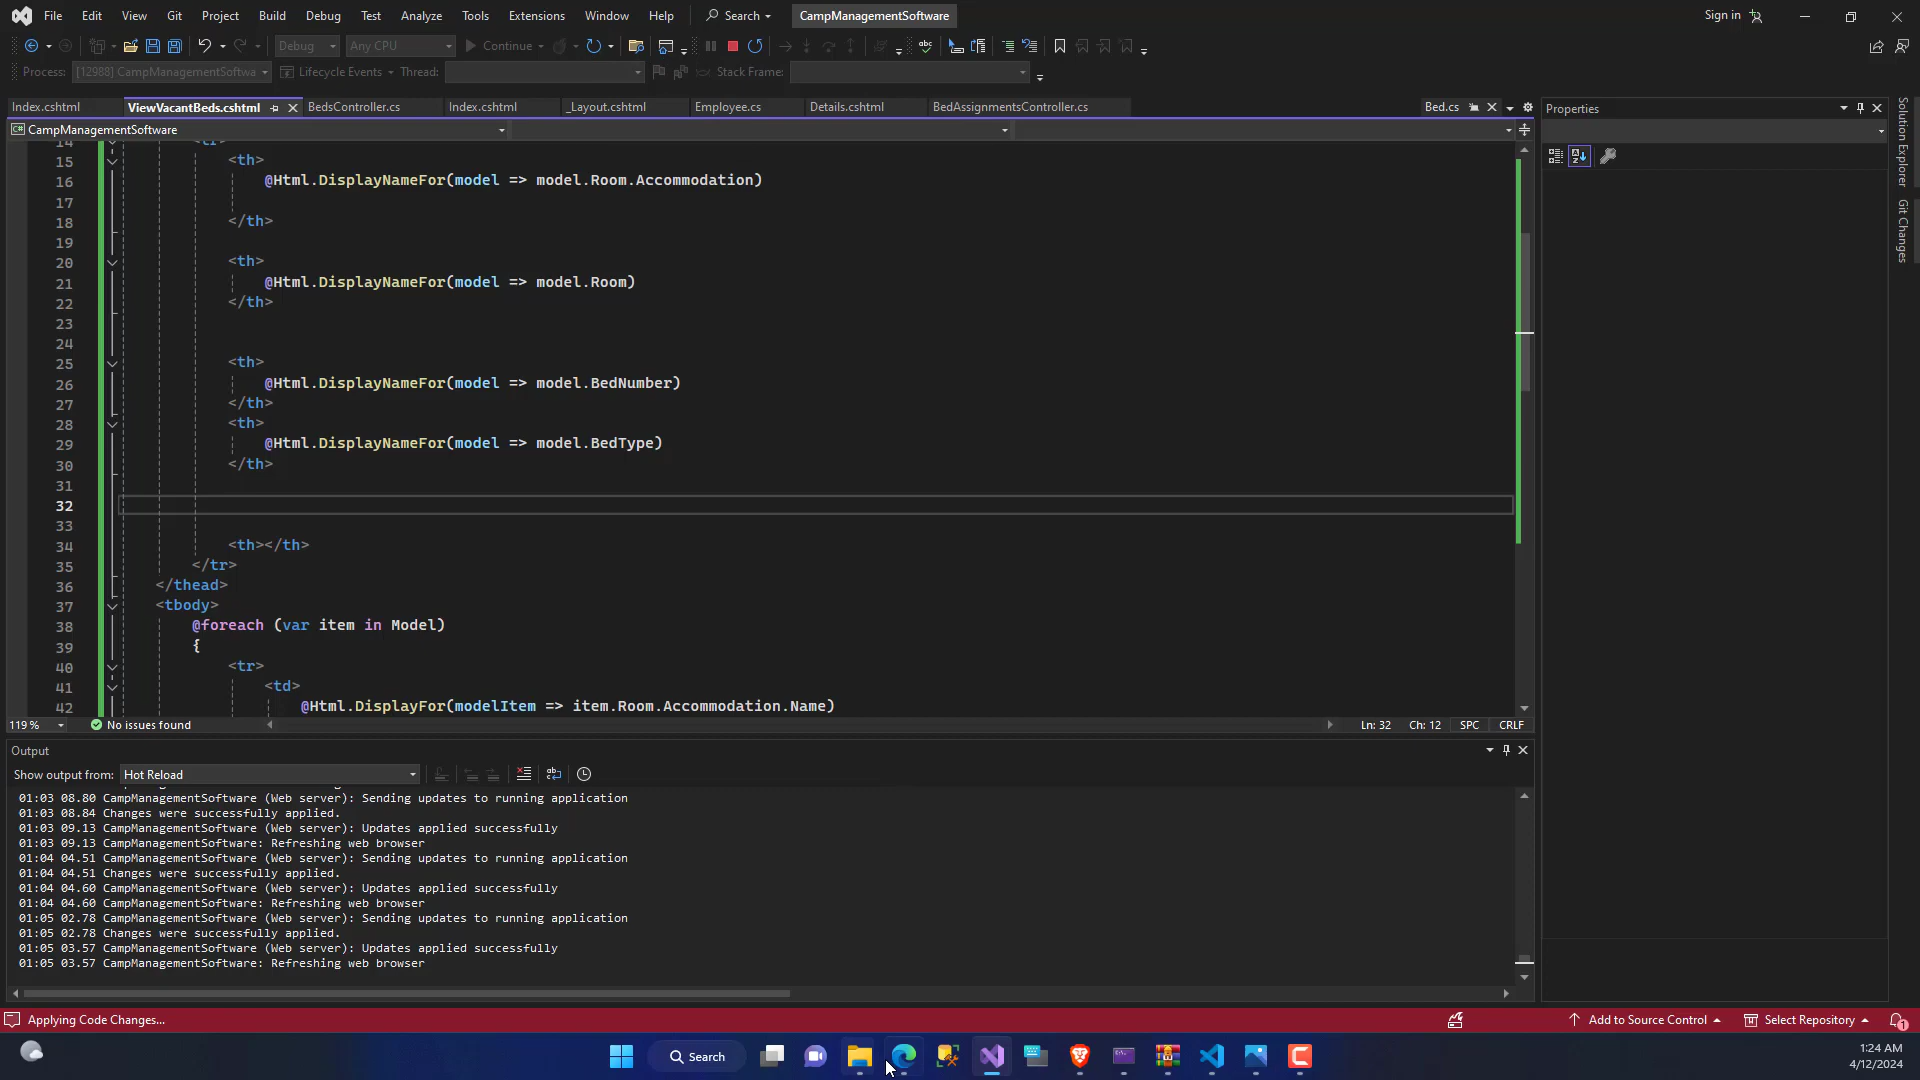 File Edit View Git Project Build Debug Test Analyze Tools Extensions Window Help Search CampManagementSoftware Sign in
Debug Any CPU Continue
Process: [12988] CampManagementSoftwa Lifecycle Events Thread: Stack Frame:
Index.cshtml ViewVacantBeds.cshtml BedsController.cs Index.cshtml _Layout.cshtml Employee.cs Details.cshtml BedAssignmentsController.cs Bed.cs Properties
CampManagementSoftware
14 <tr>
15 <th>
16 @Html.DisplayNameFor(model => model.Room.Accommodation)
17
18 </th>
19
20 <th>
21 @Html.DisplayNameFor(model => model.Room)
22 </th>
23
24
25 <th>
26 @Html.DisplayNameFor(model => model.BedNumber)
27 </th>
28 <th>
29 @Html.DisplayNameFor(model => model.BedType)
30 </th>
31
32
33
34 <th></th>
35 </tr>
36 </thead>
37 <tbody>
38 @foreach (var item in Model)
39 {
40 <tr>
41 <td>
42 @Html.DisplayFor(modelItem => item.Room.Accommodation.Name)
119 % No issues found Ln: 32 Ch: 12 SPC CRLF
Output
Show output from: Hot Reload
01:03 08.80 CampManagementSoftware (Web server): Sending updates to running application
01:03 08.84 Changes were successfully applied.
01:03 09.13 CampManagementSoftware (Web server): Updates applied successfully
01:03 09.13 CampManagementSoftware: Refreshing web browser
01:04 04.51 CampManagementSoftware (Web server): Sending updates to running application
01:04 04.51 Changes were successfully applied.
01:04 04.60 CampManagementSoftware (Web server): Updates applied successfully
01:04 04.60 CampManagementSoftware: Refreshing web browser
01:05 02.78 CampManagementSoftware (Web server): Sending updates to running application
01:05 02.78 Changes were successfully applied.
01:05 03.57 CampManagementSoftware (Web server): Updates applied successfully
01:05 03.57 CampManagementSoftware: Refreshing web browser
Solution Explorer
Git Changes
Applying Code Changes... Add to Source Control Select Repository 1
Search
1:24 AM
4/12/2024